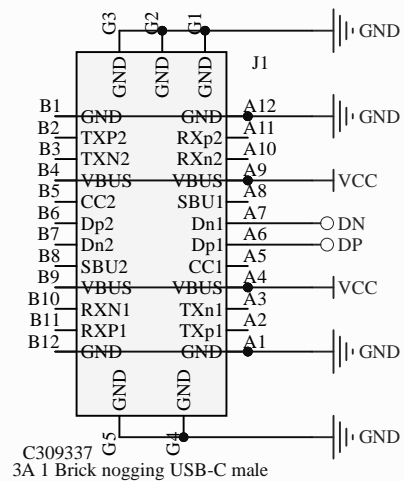 G3 G2 G1 GND
GND GND GND J1
B1 GND GND A12 GND
B2 TXP2 RXp2 A11
B3 TXN2 RXn2 A10
B4 VBUS VBUS A9 VCC
B5 CC2 SBU1 A8
B6 Dp2 Dn1 A7 DN
B7 Dn2 Dp1 A6 DP
B8 SBU2 CC1 A5
B9 VBUS VBUS A4 VCC
B10 RXN1 TXn1 A3
B11 RXP1 TXp1 A2
B12 GND GND A1 GND
GND GND
G5 G4 GND
C309337
3A 1 Brick nogging USB-C male